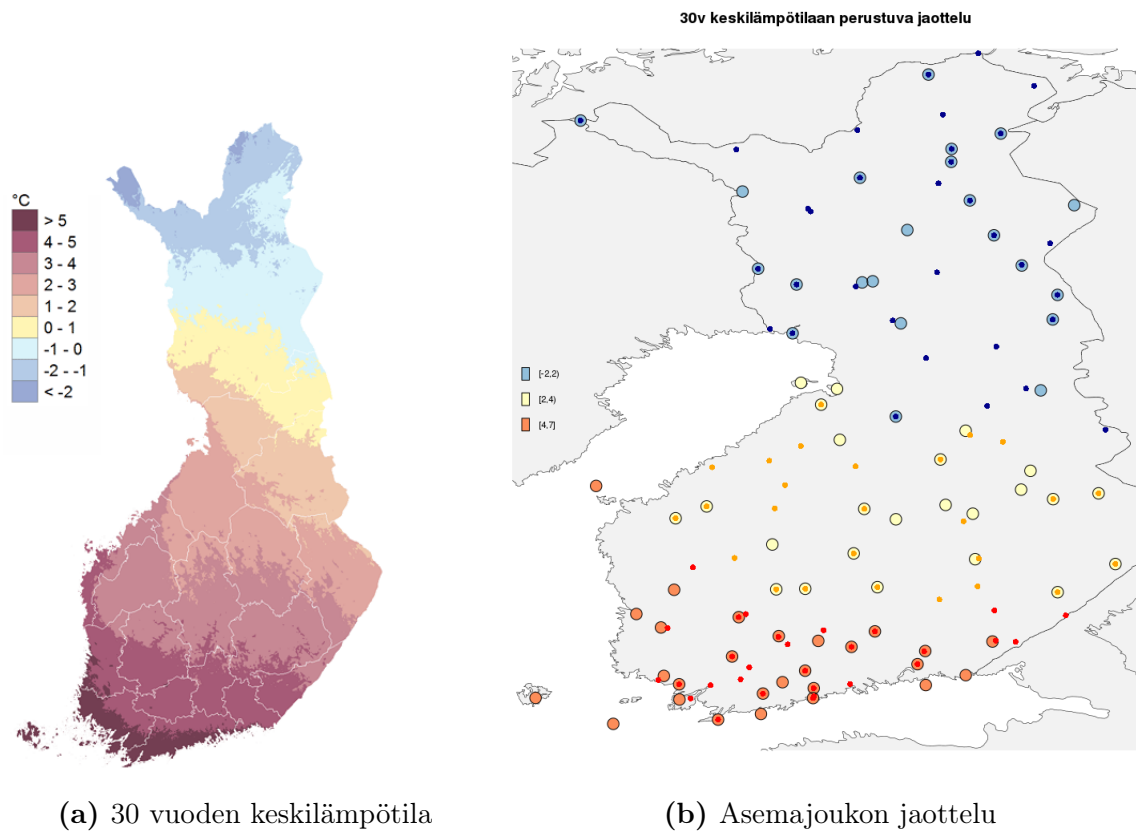 30v keskilämpötilaan perustuva jaottelu
°C
> 5
4 - 5
3 - 4
2 - 3
1 - 2
0 - 1
-1 - 0
-2 - -1
< -2
[-2,2)
[2,4)
[4,7]
(a) 30 vuoden keskilämpötila
(b) Asemajoukon jaottelu